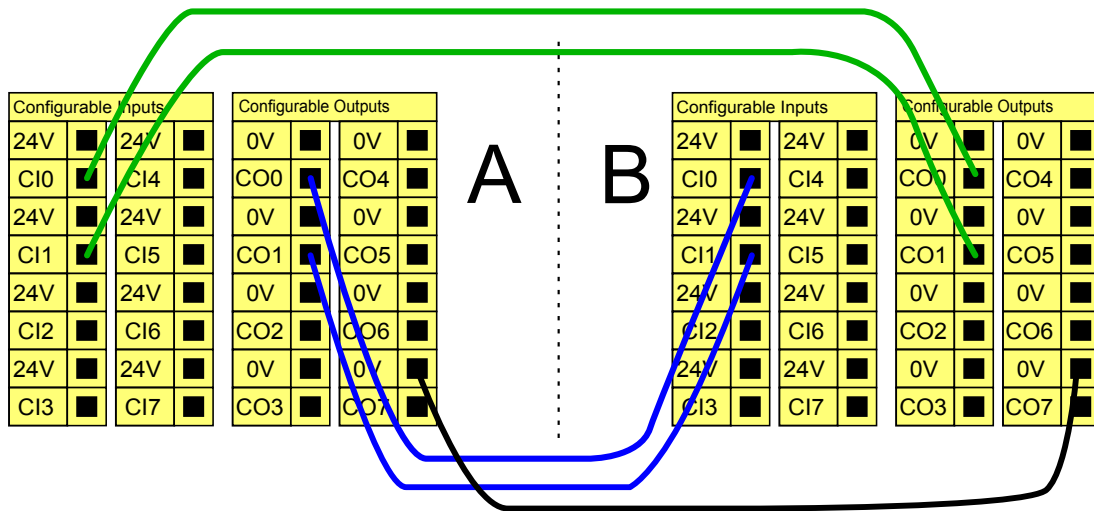 Configurable Inputs
24V 24V
CI0 CI4
24V 24V
CI1 CI5
24V 24V
CI2 CI6
24V 24V
CI3 CI7
Configurable Outputs
0V 0V
CO0 CO4
0V 0V
CO1 CO5
0V 0V
CO2 CO6
0V 0V
CO3 CO7
A
B
Configurable Inputs
24V 24V
CI0 CI4
24V 24V
CI1 CI5
24V 24V
CI2 CI6
24V 24V
CI3 CI7
Configurable Outputs
0V 0V
CO0 CO4
0V 0V
CO1 CO5
0V 0V
CO2 CO6
0V 0V
CO3 CO7